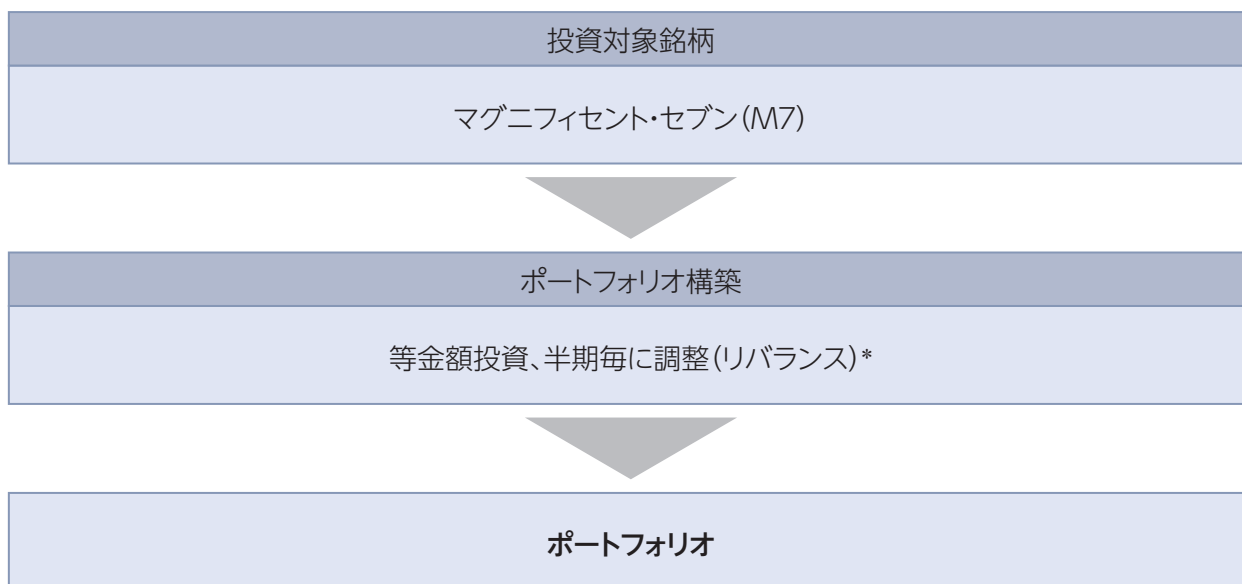 投資対象銘柄
マグニフィセント・セブン(M7)
ポートフォリオ構築
等金額投資、半期毎に調整(リバランス)*
ポートフォリオ